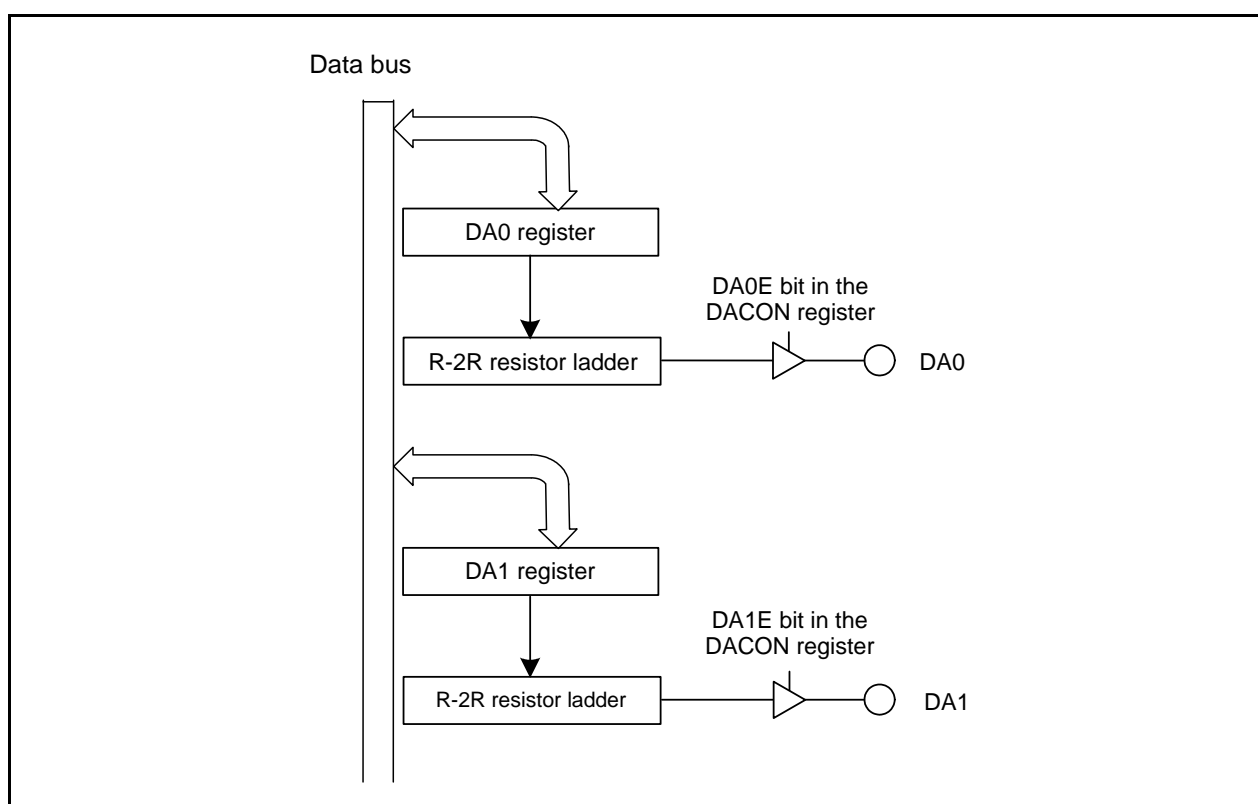 Data bus
DA0 register
DA0E bit in the
DACON register
R-2R resistor ladder
DA0
DA1 register
DA1E bit in the
DACON register
R-2R resistor ladder
DA1